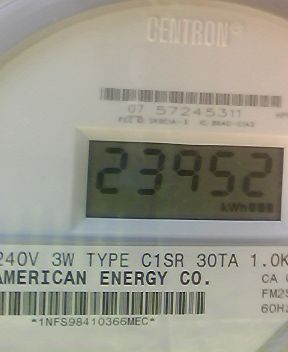 CENTRON
07 57245311
23952
kWh
240V 3W TYPE C1SR 30TA 1.0K
AMERICAN ENERGY CO.
CA
FM2S
60HZ
*1NFS98410366MEC*